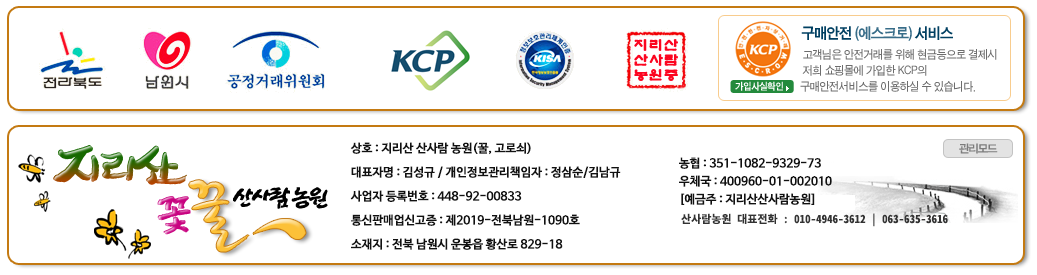 전라북도
남원시
공정거래위원회
KCP
KISA
지리산
산사람
농원증
KCP
E·S·C·R·O·W
구매안전 (에스크로) 서비스
고객님은 안전거래를 위해 현금등으로 결제시
저희 쇼핑몰에 가입한 KCP의
구매안전서비스를 이용하실 수 있습니다.
가입사실확인
지리산
꽃꿀
산사람농원
상호 : 지리산 산사람 농원(꿀, 고로쇠)
대표자명 : 김성규 / 개인정보관리책임자 : 정삼순/김남규
사업자 등록번호 : 448-92-00833
통신판매업신고증 : 제2019-전북남원-1090호
소재지 : 전북 남원시 운봉읍 황산로 829-18
관리모드
농협 : 351-1082-9329-73
우체국 : 400960-01-002010
[예금주 : 지리산산사람농원]
산사람농원 대표전화 : 010-4946-3612 | 063-635-3616